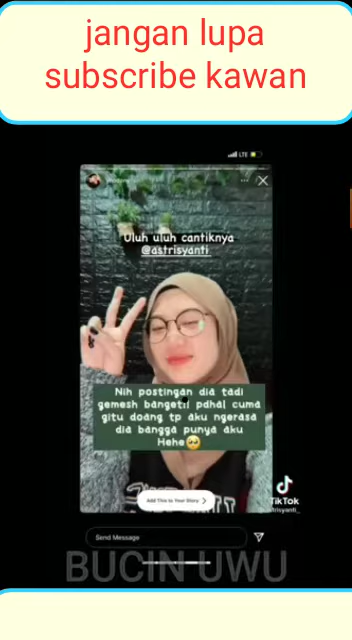 jangan lupa
subscribe kawan
LTE
Uluh uluh cantiknya
@astrisyanti
Nih postingan dia tadi
gemesh banget:( pdhal cuma
gitu doang tp aku ngerasa
dia bangga punya aku
Hehe🥺
Add This to Your Story
TikTok
Send Message
BUCIN UWU